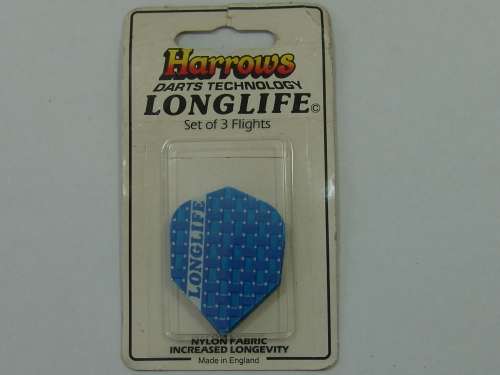 Harrows
DARTS TECHNOLOGY
LONGLIFE©
Set of 3 Flights
LONGLIFE
NYLON FABRIC
INCREASED LONGEVITY
Made in England